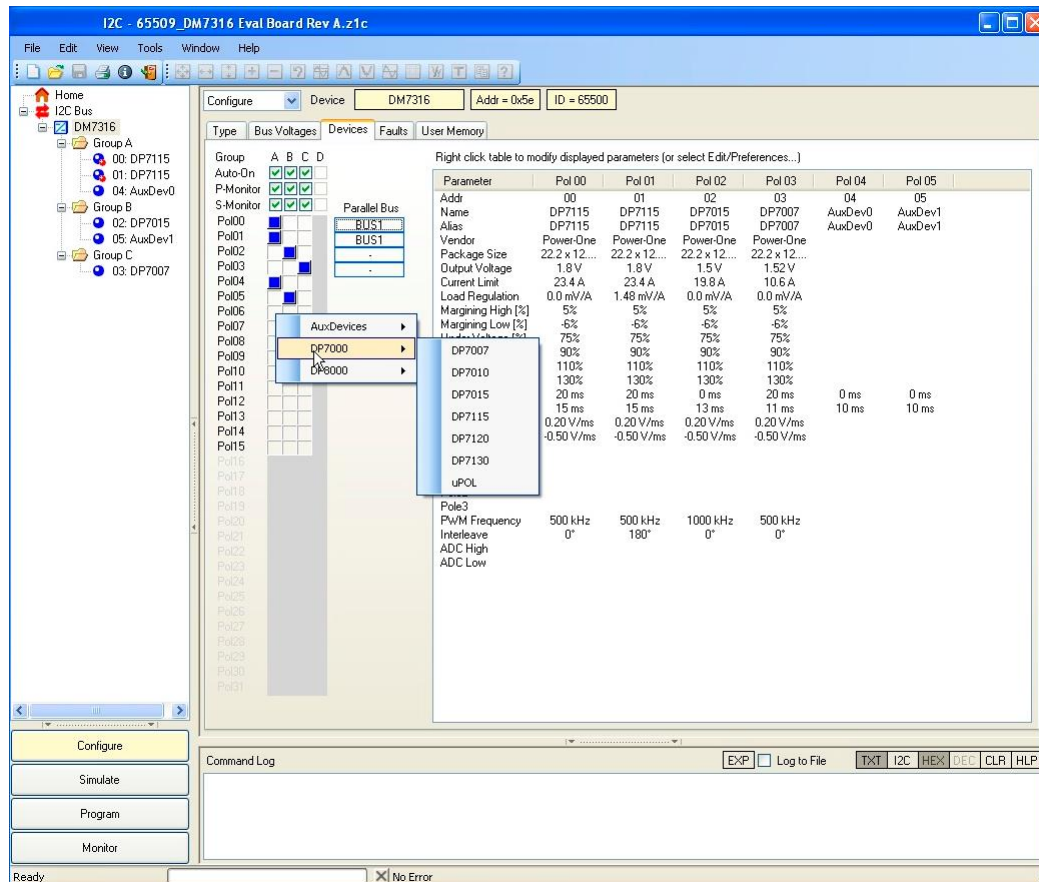 I2C - 65509_DM7316 Eval Board Rev A.z1c
File Edit View Tools Window Help
Home
I2C Bus
DM7316
Group A
00: DP7115
01: DP7115
04: AuxDev0
Group B
02: DP7015
05: AuxDev1
Group C
03: DP7007
Configure
Simulate
Program
Monitor
Configure Device DM7316 Addr = 0x5e ID = 65500
Type Bus Voltages Devices Faults User Memory
Group A B C D
Auto-On
P-Monitor
S-Monitor
Parallel Bus
Pol00 BUS1
Pol01 BUS1
Pol02 -
Pol03 -
Pol04
Pol05
Pol06
Pol07
Pol08
Pol09
Pol10
Pol11
Pol12
Pol13
Pol14
Pol15
Pol16
Pol17
Pol18
Pol19
Pol20
Pol21
Pol22
Pol23
Pol24
Pol25
Pol26
Pol27
Pol28
Pol29
Pol30
Pol31
AuxDevices
DP7000
DP8000
DP7007
DP7010
DP7015
DP7115
DP7120
DP7130
uPOL
Right click table to modify displayed parameters (or select Edit/Preferences...)
Parameter Pol 00 Pol 01 Pol 02 Pol 03 Pol 04 Pol 05
Addr 00 01 02 03 04 05
Name DP7115 DP7115 DP7015 DP7007 AuxDev0 AuxDev1
Alias DP7115 DP7115 DP7015 DP7007 AuxDev0 AuxDev1
Vendor Power-One Power-One Power-One Power-One
Package Size 22.2 x 12... 22.2 x 12... 22.2 x 12... 22.2 x 12...
Output Voltage 1.8 V 1.8 V 1.5 V 1.52 V
Current Limit 23.4 A 23.4 A 19.8 A 10.6 A
Load Regulation 0.0 mV/A 1.48 mV/A 0.0 mV/A 0.0 mV/A
Margining High [%] 5% 5% 5% 5%
Margining Low [%] -6% -6% -6% -6%
75% 75% 75% 75%
90% 90% 90% 90%
110% 110% 110% 110%
130% 130% 130% 130%
20 ms 20 ms 0 ms 20 ms 0 ms 0 ms
15 ms 15 ms 13 ms 11 ms 10 ms 10 ms
0.20 V/ms 0.20 V/ms 0.20 V/ms 0.20 V/ms
-0.50 V/ms -0.50 V/ms -0.50 V/ms -0.50 V/ms
Pole3
PWM Frequency 500 kHz 500 kHz 1000 kHz 500 kHz
Interleave 0° 180° 0° 0°
ADC High
ADC Low
Command Log EXP Log to File TXT I2C HEX DEC CLR HLP
Ready No Error